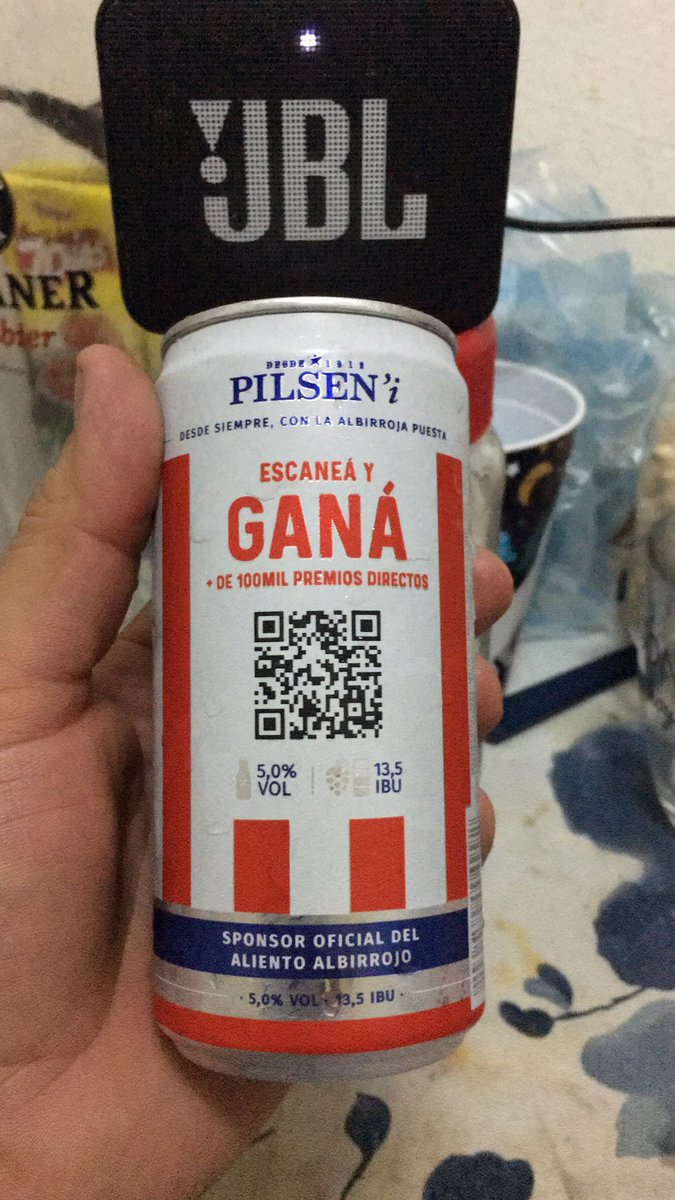 JBL
NER
DESDE 1912
PILSEN'i
DESDE SIEMPRE, CON LA ALBIRROJA PUESTA
ESCANEÁ Y
GANÁ
+ DE 100MIL PREMIOS DIRECTOS
5,0%
VOL
13,5
IBU
SPONSOR OFICIAL DEL
ALIENTO ALBIRROJO
· 5,0% VOL · 13,5 IBU ·